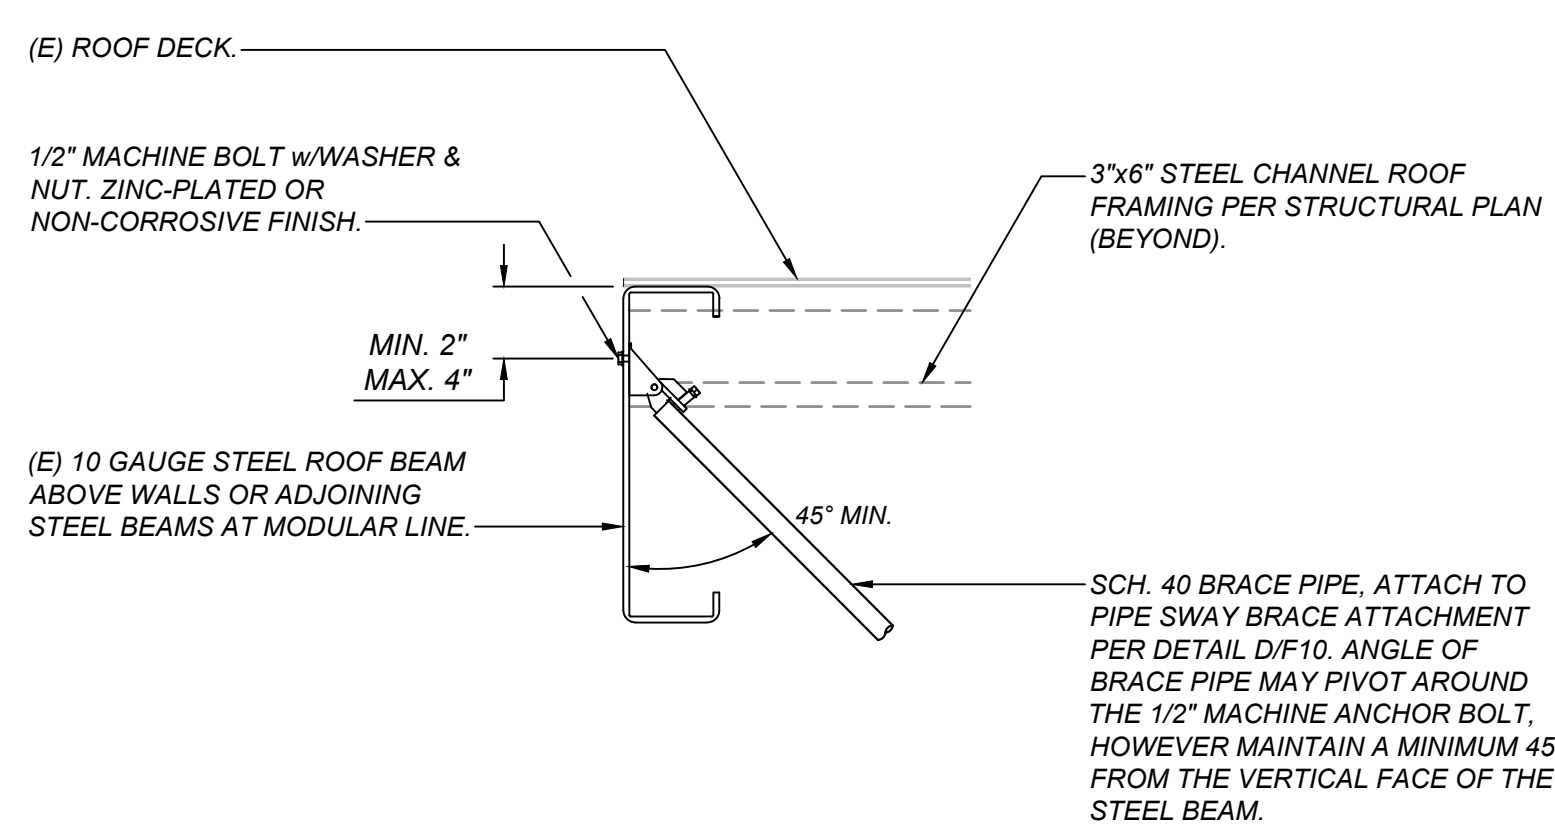 (E) ROOF DECK.
1/2" MACHINE BOLT w/WASHER &
NUT. ZINC-PLATED OR
NON-CORROSIVE FINISH.
3"x6" STEEL CHANNEL ROOF
FRAMING PER STRUCTURAL PLAN
(BEYOND).
MIN. 2"
MAX. 4"
(E) 10 GAUGE STEEL ROOF BEAM
ABOVE WALLS OR ADJOINING
STEEL BEAMS AT MODULAR LINE.
45° MIN.
SCH. 40 BRACE PIPE, ATTACH TO
PIPE SWAY BRACE ATTACHMENT
PER DETAIL D/F10. ANGLE OF
BRACE PIPE MAY PIVOT AROUND
THE 1/2" MACHINE ANCHOR BOLT,
HOWEVER MAINTAIN A MINIMUM 45
FROM THE VERTICAL FACE OF THE
STEEL BEAM.